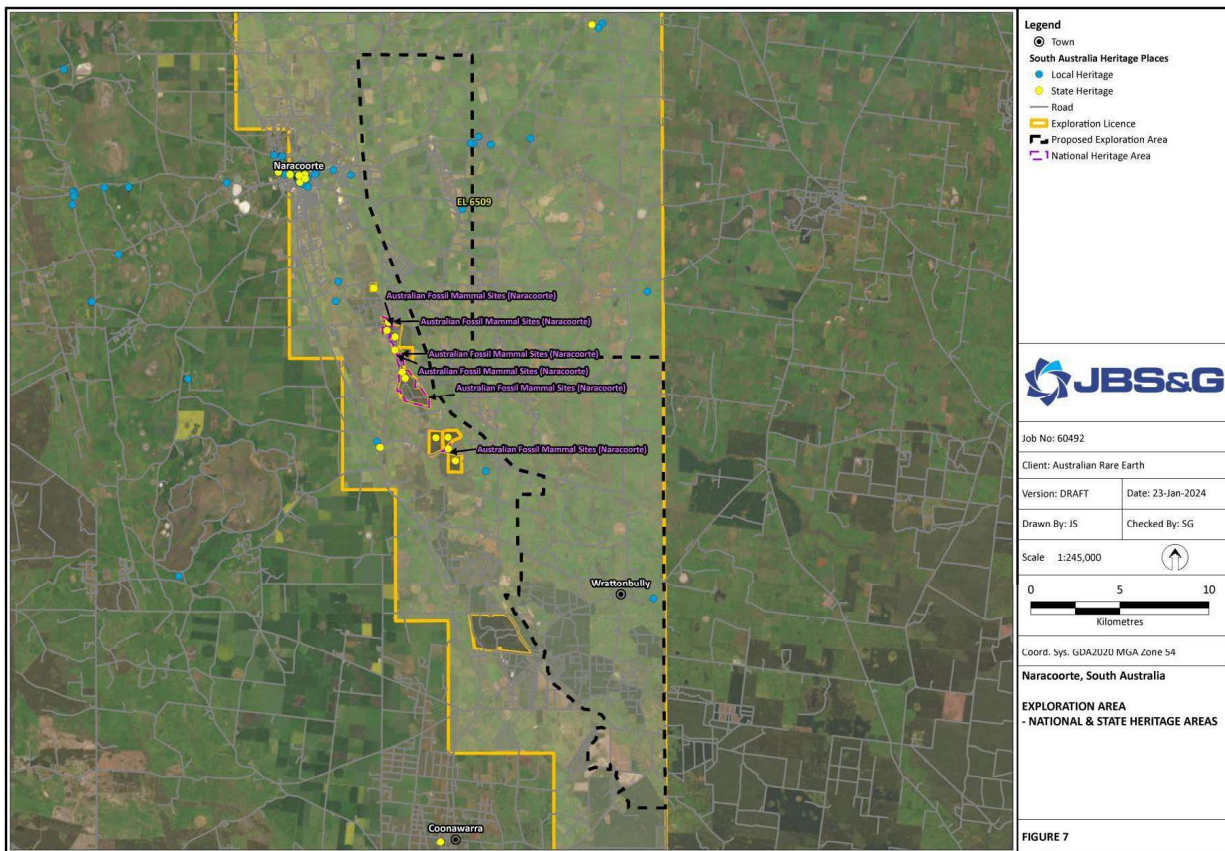 Naracoorte
EL 6509
Australian Fossil Mammal Sites (Naracoorte)
Australian Fossil Mammal Sites (Naracoorte)
Australian Fossil Mammal Sites (Naracoorte)
Australian Fossil Mammal Sites (Naracoorte)
Australian Fossil Mammal Sites (Naracoorte)
Australian Fossil Mammal Sites (Naracoorte)
Wrattonbully
Coonawarra
Legend
Town
South Australia Heritage Places
Local Heritage
State Heritage
Road
Exploration Licence
Proposed Exploration Area
National Heritage Area
JBS&G
Job No: 60492
Client: Australian Rare Earth
Version: DRAFT Date: 23-Jan-2024
Drawn By: JS Checked By: SG
Scale 1:245,000
0 5 10
Kilometres
Coord. Sys. GDA2020 MGA Zone 54
Naracoorte, South Australia
EXPLORATION AREA
- NATIONAL & STATE HERITAGE AREAS
FIGURE 7